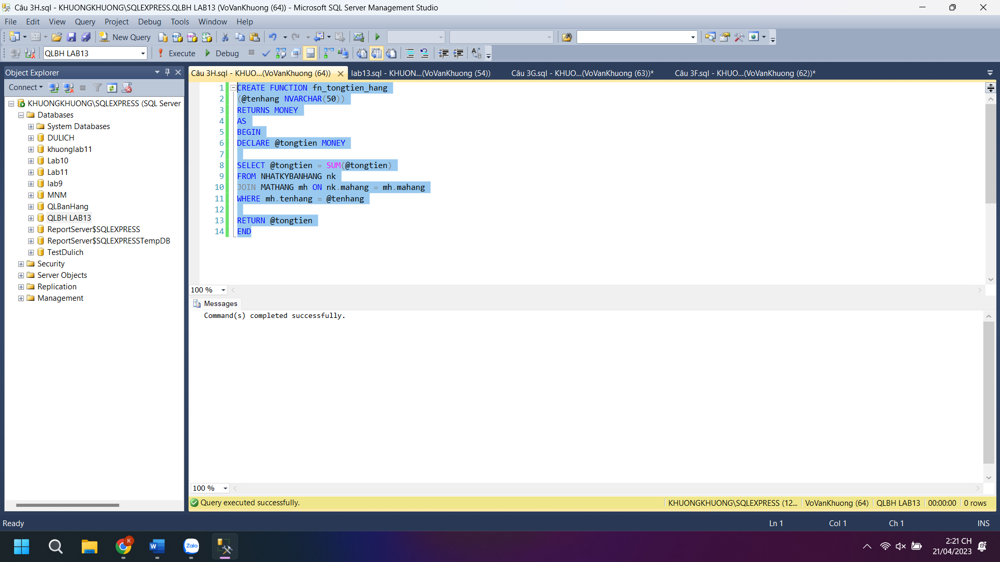 Câu 3H.sql - KHUONGKHUONG\SQLEXPRESS.QLBH LAB13 (VoVanKhuong (64)) - Microsoft SQL Server Management Studio
File Edit View Query Project Debug Tools Window Help
New Query
QLBH LAB13 Execute Debug
Object Explorer
Câu 3H.sql - KHUO...(VoVanKhuong (64)) lab13.sql - KHUON...(VoVanKhuong (54)) Câu 3G.sql - KHUO...(VoVanKhuong (63))* Câu 3F.sql - KHUO...(VoVanKhuong (62))*
Connect
KHUONGKHUONG\SQLEXPRESS (SQL Server
Databases
System Databases
DULICH
khuonglab11
Lab10
Lab11
lab9
MNM
QLBanHang
QLBH LAB13
ReportServer$SQLEXPRESS
ReportServer$SQLEXPRESSTempDB
TestDulich
Security
Server Objects
Replication
Management
1 CREATE FUNCTION fn_tongtien_hang
2 (@tenhang NVARCHAR(50))
3 RETURNS MONEY
4 AS
5 BEGIN
6 DECLARE @tongtien MONEY
7
8 SELECT @tongtien = SUM(@tongtien)
9 FROM NHATKYBANHANG nk
10 JOIN MATHANG mh ON nk.mahang = mh.mahang
11 WHERE mh.tenhang = @tenhang
12
13 RETURN @tongtien
14 END
100 %
Messages
Command(s) completed successfully.
100 %
Query executed successfully. KHUONGKHUONG\SQLEXPRESS (12... VoVanKhuong (64) QLBH LAB13 00:00:00 0 rows
Ready Ln 1 Col 1 Ch 1 INS
K
W
Zalo
2:21 CH
21/04/2023